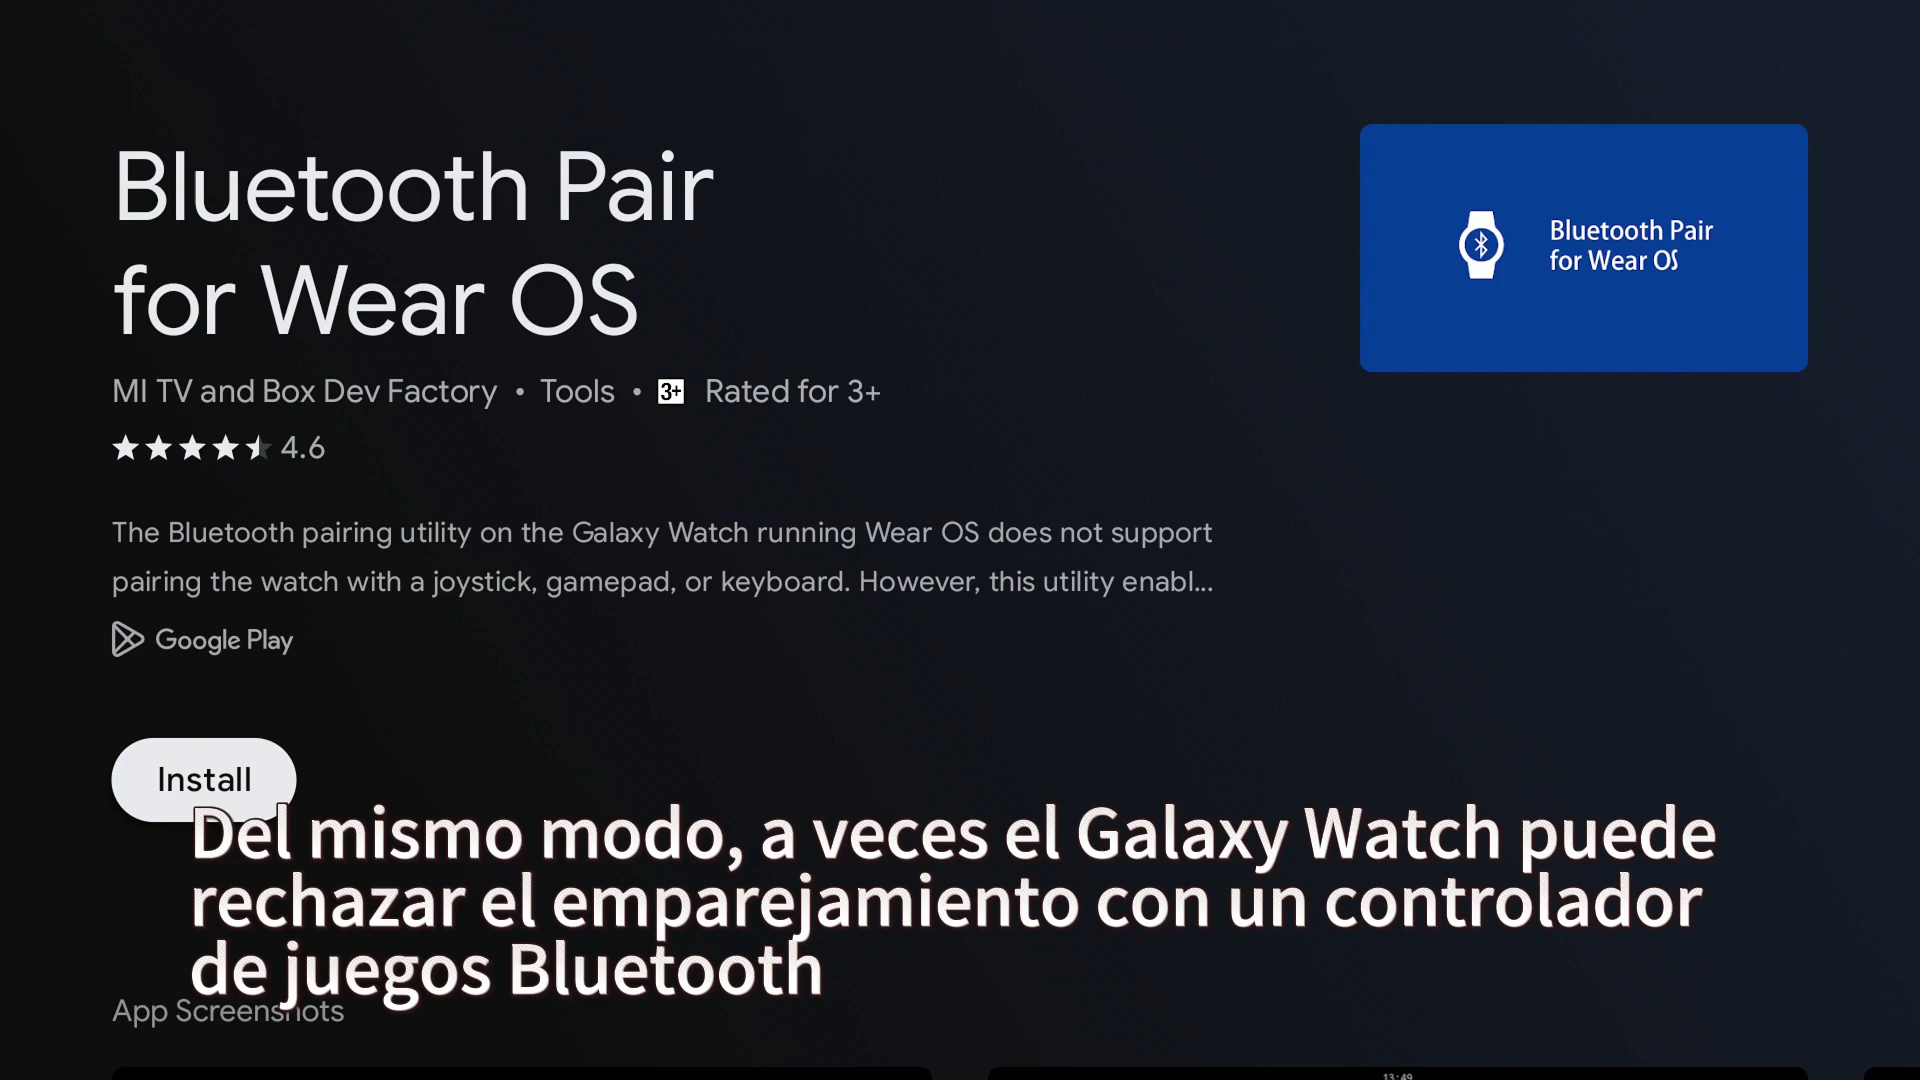 Bluetooth Pair
for Wear OS
Bluetooth Pair
for Wear OS
MI TV and Box Dev Factory • Tools • 3+ Rated for 3+
4.6
The Bluetooth pairing utility on the Galaxy Watch running Wear OS does not support
pairing the watch with a joystick, gamepad, or keyboard. However, this utility enabl...
Google Play
Install
Del mismo modo, a veces el Galaxy Watch puede
rechazar el emparejamiento con un controlador
de juegos Bluetooth
App Screenshots
13:49